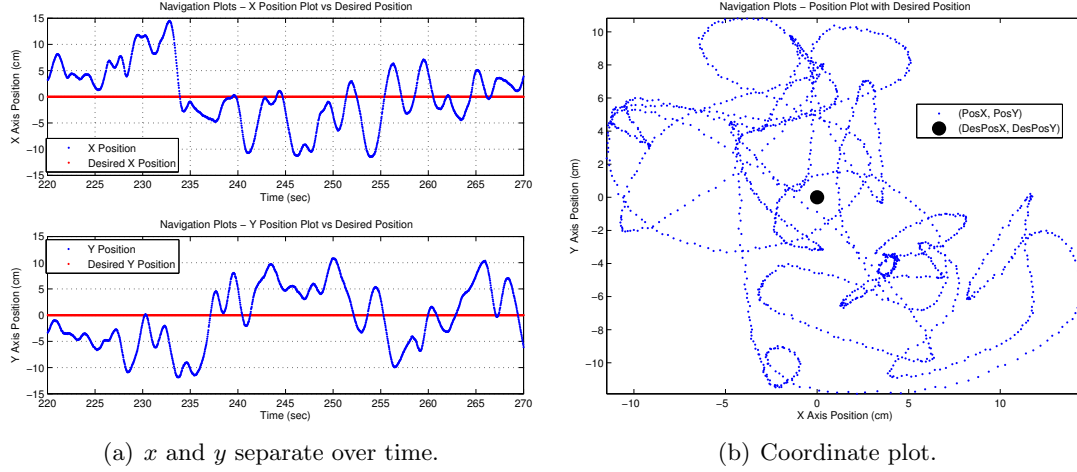 Navigation Plots − X Position Plot vs Desired Position
15
10
5
0
−5
−10
−15
X Axis Position (cm)
X Position
Desired X Position
220 225 230 235 240 245 250 255 260 265 270
Time (sec)
Navigation Plots − Y Position Plot vs Desired Position
15
10
5
0
−5
−10
−15
Y Axis Position (cm)
Y Position
Desired Y Position
220 225 230 235 240 245 250 255 260 265 270
Time (sec)
(a) x and y separate over time.
Navigation Plots − Position Plot with Desired Position
10
8
6
4
2
0
−2
−4
−6
−8
−10
Y Axis Position (cm)
(PosX, PosY)
(DesPosX, DesPosY)
−10 −5 0 5 10
X Axis Position (cm)
(b) Coordinate plot.